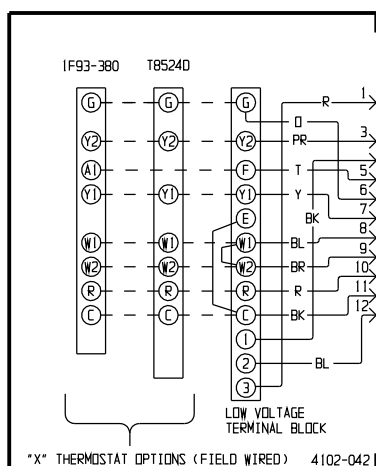 1F93-380 T8524D
G G G R 1
O
Y2 Y2 Y2 PR 3
A1 F T 5
6
Y1 Y1 Y1 Y 7
E BK
W1 W1 W1 BL 8
W2 W2 W2 BR 9
R R R R 10
C C C BK 11
12
1
2 BL
3
LOW VOLTAGE
TERMINAL BLOCK
"X" THERMOSTAT OPTIONS (FIELD WIRED) 4102-042